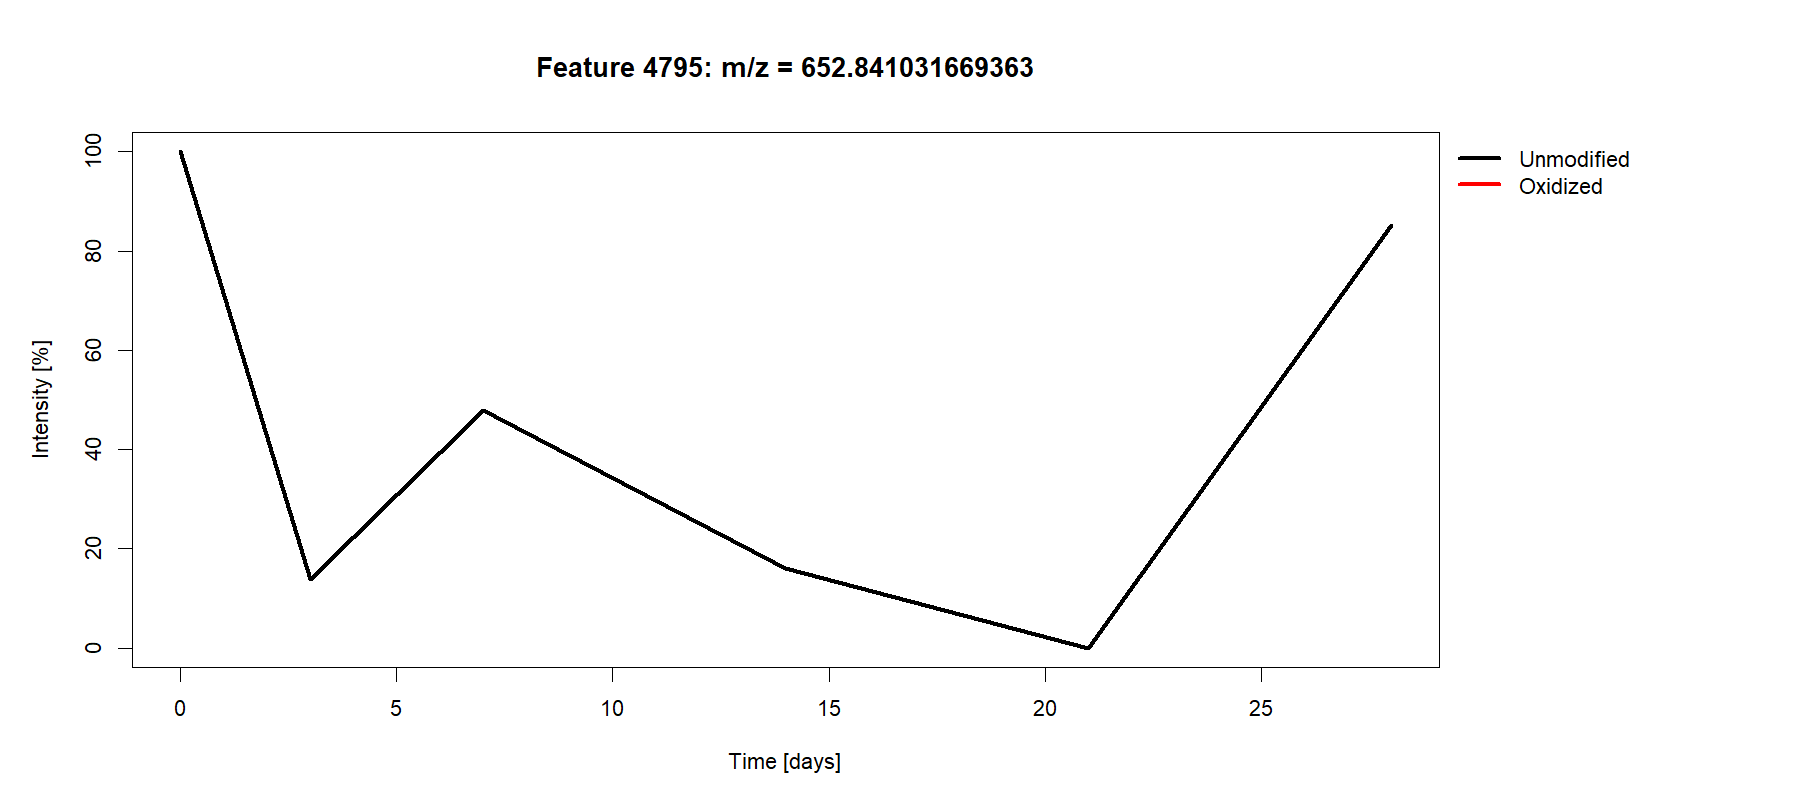 Feature 4795: m/z = 652.841031669363
Unmodified
Oxidized
Intensity [%]
100
80
60
40
20
0
0 5 10 15 20 25
Time [days]